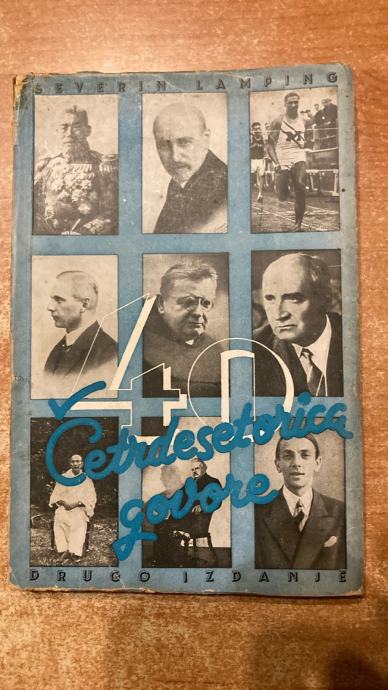 SEVERIN LAMPING
40
Četrdesetorica
govore
DRUGO IZDANJE